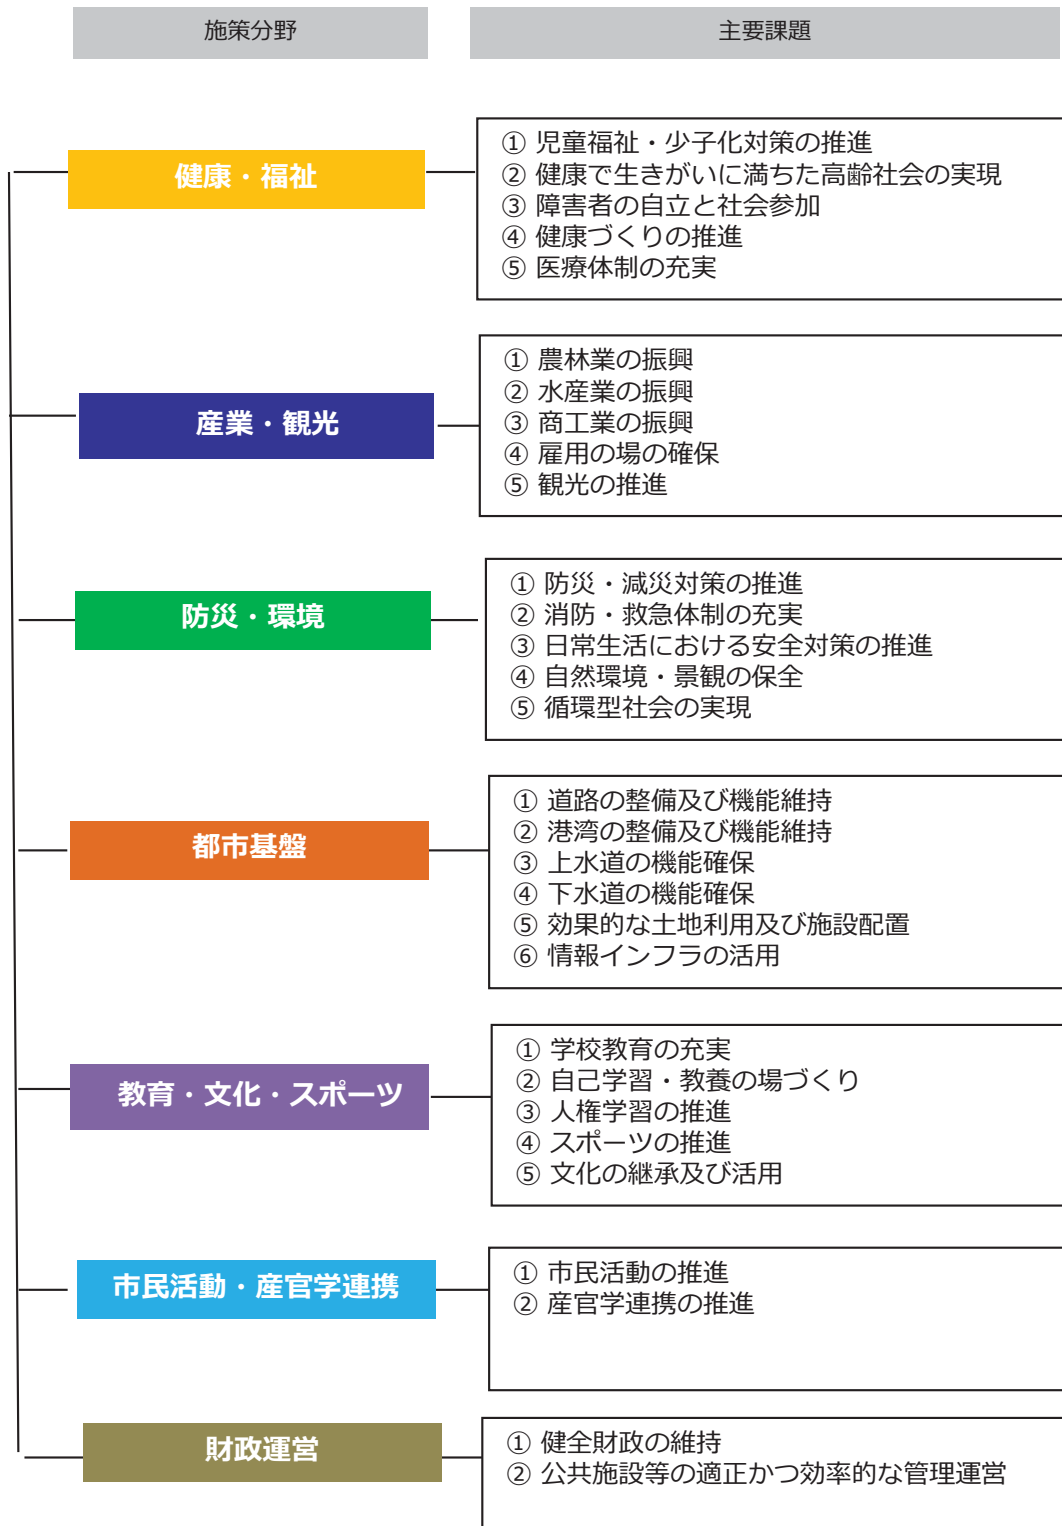 施策分野
主要課題
健康・福祉
① 児童福祉・少子化対策の推進
② 健康で生きがいに満ちた高齢社会の実現
③ 障害者の自立と社会参加
④ 健康づくりの推進
⑤ 医療体制の充実
産業・観光
① 農林業の振興
② 水産業の振興
③ 商工業の振興
④ 雇用の場の確保
⑤ 観光の推進
防災・環境
① 防災・減災対策の推進
② 消防・救急体制の充実
③ 日常生活における安全対策の推進
④ 自然環境・景観の保全
⑤ 循環型社会の実現
都市基盤
① 道路の整備及び機能維持
② 港湾の整備及び機能維持
③ 上水道の機能確保
④ 下水道の機能確保
⑤ 効果的な土地利用及び施設配置
⑥ 情報インフラの活用
教育・文化・スポーツ
① 学校教育の充実
② 自己学習・教養の場づくり
③ 人権学習の推進
④ スポーツの推進
⑤ 文化の継承及び活用
市民活動・産官学連携
① 市民活動の推進
② 産官学連携の推進
財政運営
① 健全財政の維持
② 公共施設等の適正かつ効率的な管理運営